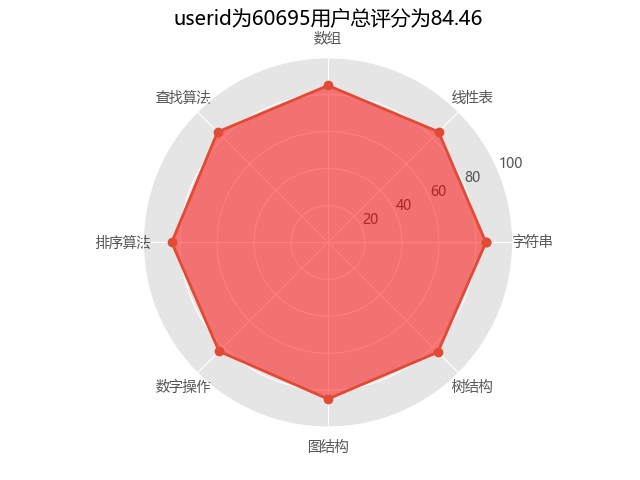 userid为60695用户总评分为84.46
数组
查找算法
线性表
100
80
60
40
20
排序算法
字符串
数字操作
树结构
图结构